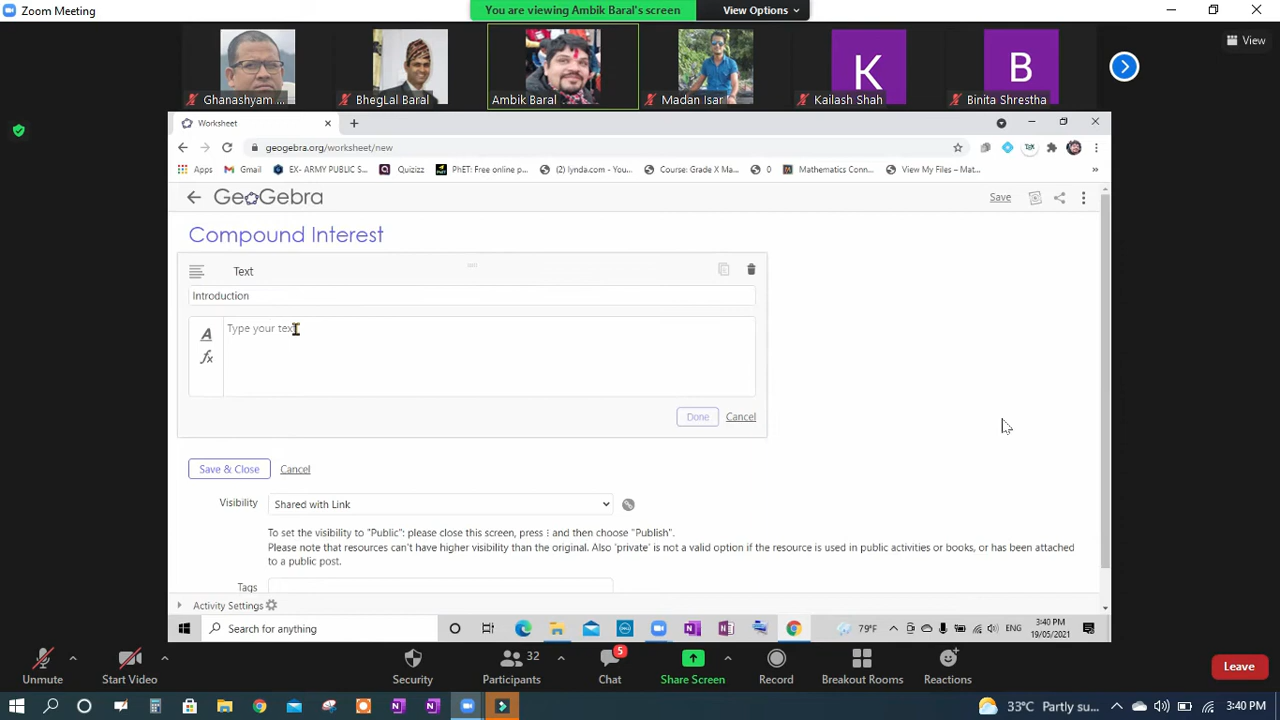 Zoom Meeting
You are viewing Ambik Baral's screen
View Options
View
Ghanashyam ...
BhegLal Baral
Ambik Baral
Madan Isar
K
Kailash Shah
B
Binita Shrestha
Worksheet
geogebra.org/worksheet/new
Apps
Gmail
EX- ARMY PUBLIC S...
Quizizz
PhET: Free online p...
(2) lynda.com - You...
Course: Grade X Ma...
0
Mathematics Conn...
View My Files – Mat...
»
GeoGebra
Save
Compound Interest
Text
Introduction
Type your text
A
fx
Done
Cancel
Save & Close
Cancel
Visibility
Shared with Link
To set the visibility to "Public": please close this screen, press ⋮ and then choose "Publish".
Please note that resources can't have higher visibility than the original. Also 'private' is not a valid option if the resource is used in public activities or books, or has been attached
to a public post.
Tags
Activity Settings
Search for anything
79°F
ENG
3:40 PM
19/05/2021
Unmute
Start Video
Security
32
Participants
5
Chat
Share Screen
Record
Breakout Rooms
Reactions
Leave
33°C Partly su...
3:40 PM